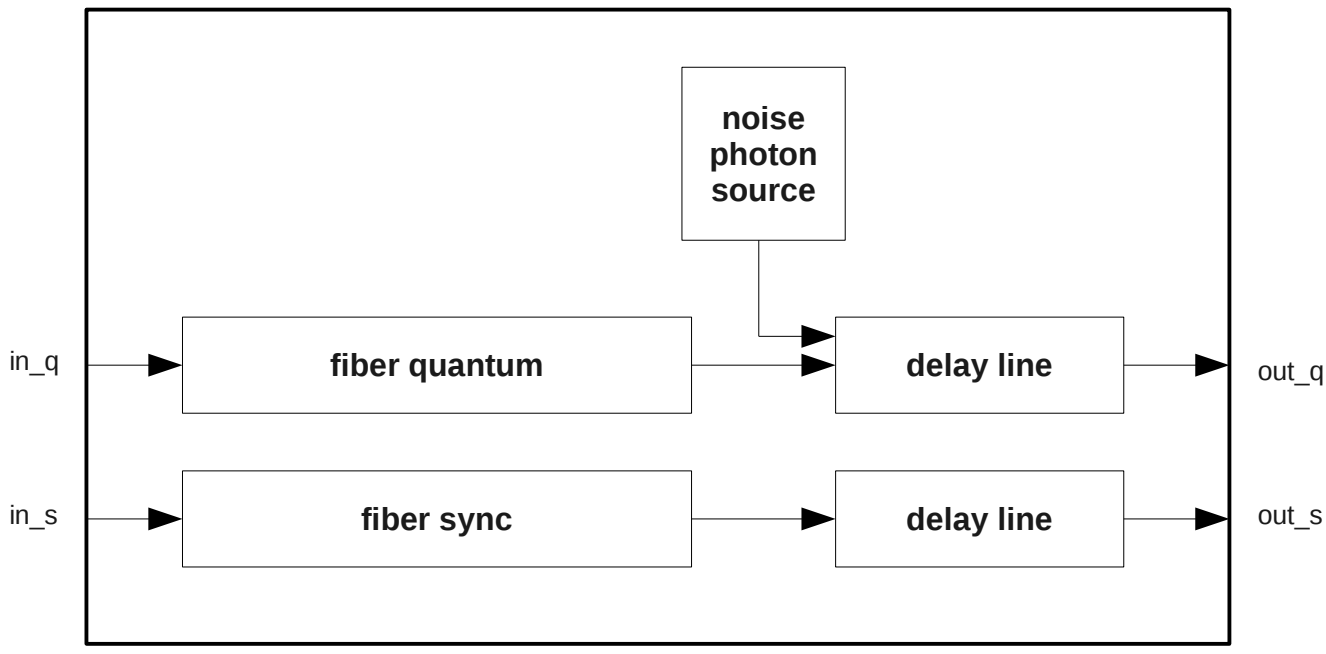 noise
photon
source
in_q
fiber quantum
delay line
out_q
in_s
fiber sync
delay line
out_s